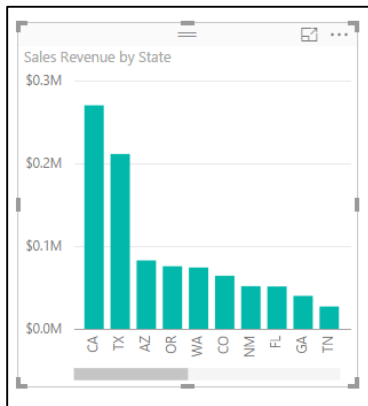 Sales Revenue by State
$0.3M
$0.2M
$0.1M
$0.0M
CA TX AZ OR WA CO NM FL GA TN